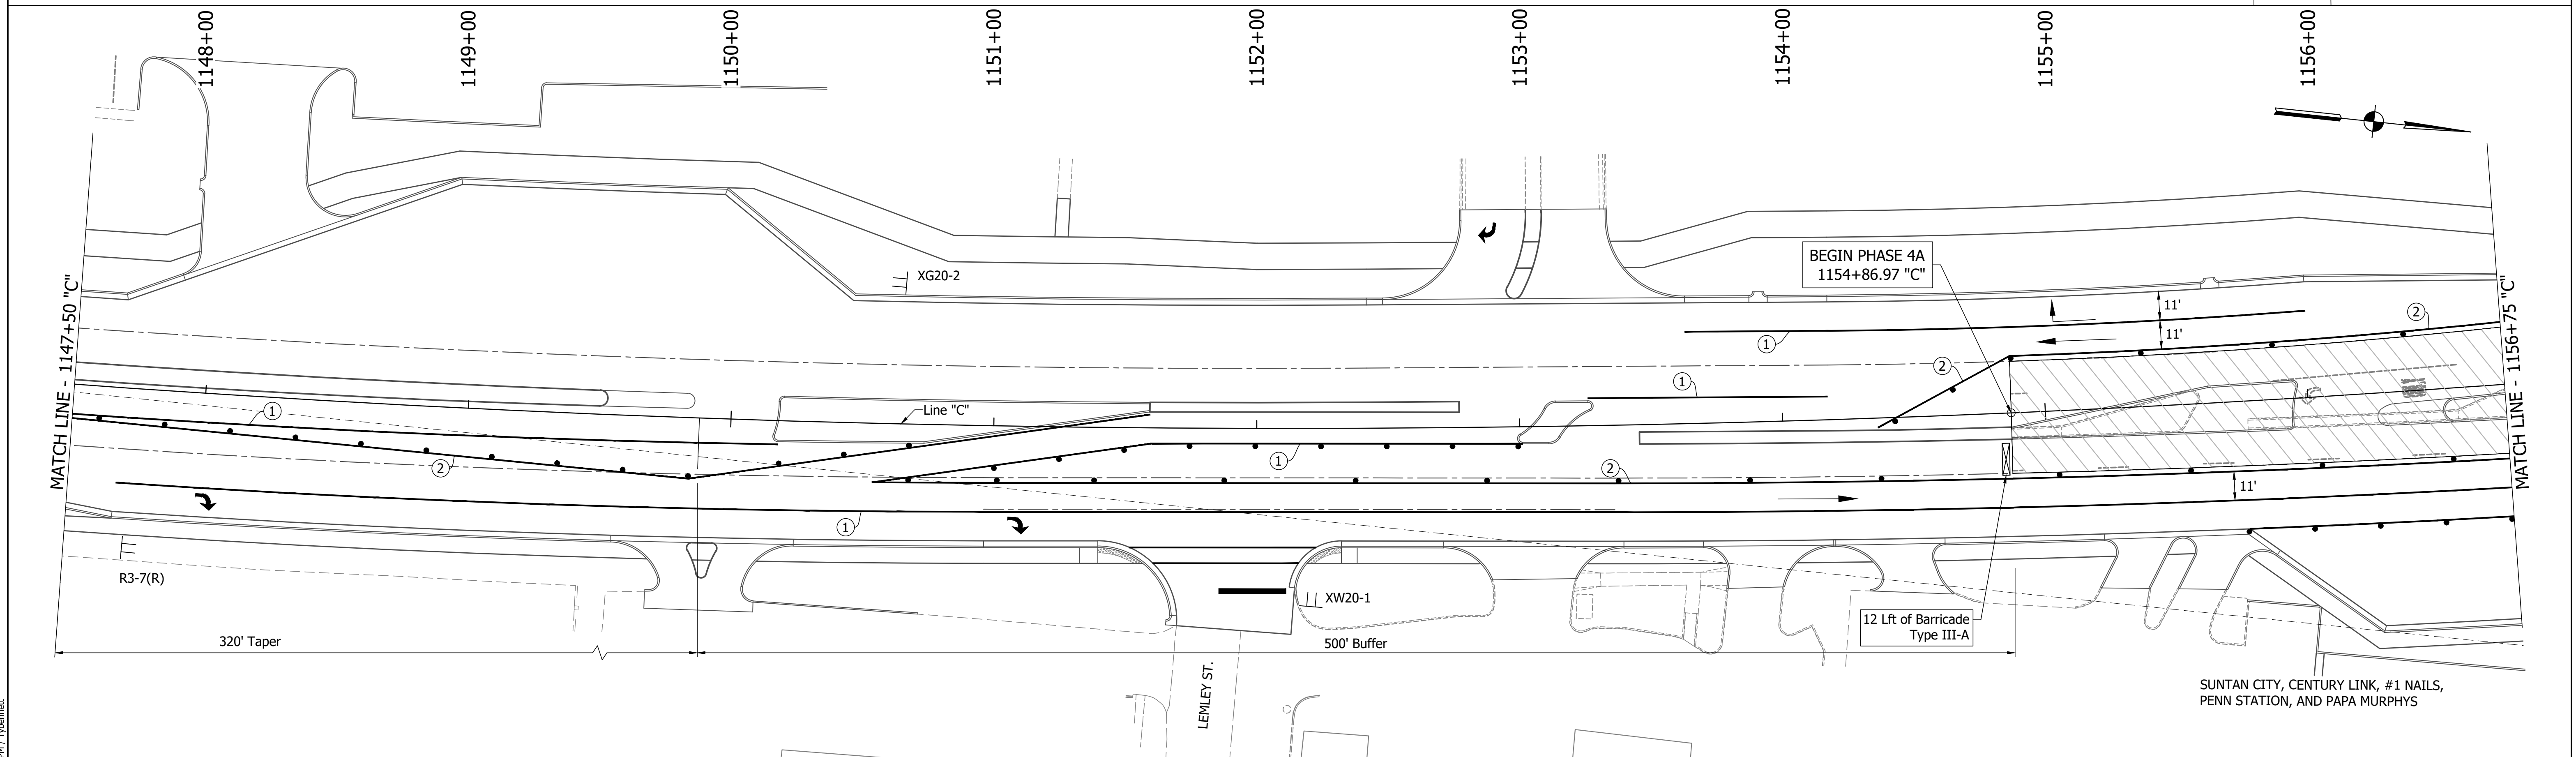 1148+00
1149+00
1150+00
1151+00
1152+00
1153+00
1154+00
1155+00
1156+00
MATCH LINE - 1147+50 "C"
XG20-2
BEGIN PHASE 4A
1154+86.97 "C"
11'
11'
2
1
2
1
1
Line "C"
2
1
2
1
11'
MATCH LINE - 1156+75 "C"
R3-7(R)
XW20-1
12 Lft of Barricade
Type III-A
320' Taper
500' Buffer
LEMLEY ST.
SUNTAN CITY, CENTURY LINK, #1 NAILS,
PENN STATION, AND PAPA MURPHYS